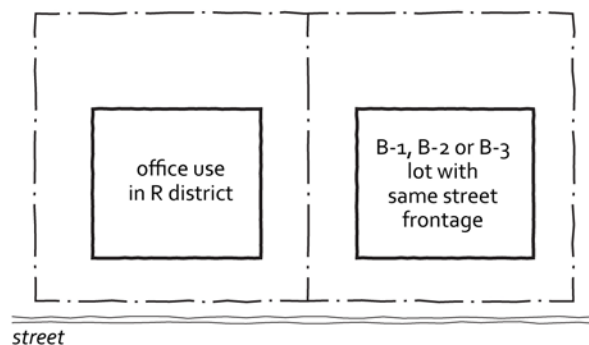 office use
in R district
B-1, B-2 or B-3
lot with
same street
frontage
street